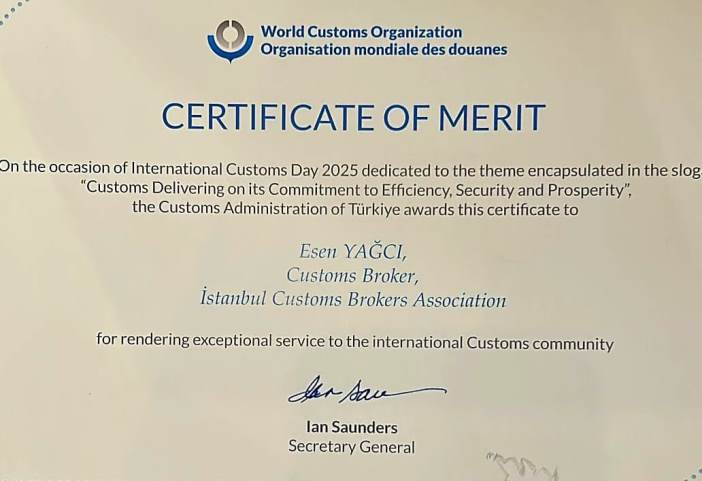 World Customs Organization
Organisation mondiale des douanes
CERTIFICATE OF MERIT
On the occasion of International Customs Day 2025 dedicated to the theme encapsulated in the slog
“Customs Delivering on its Commitment to Efficiency, Security and Prosperity”,
the Customs Administration of Türkiye awards this certificate to
Esen YAĞCI,
Customs Broker,
İstanbul Customs Brokers Association
for rendering exceptional service to the international Customs community
Ian Saunders
Secretary General